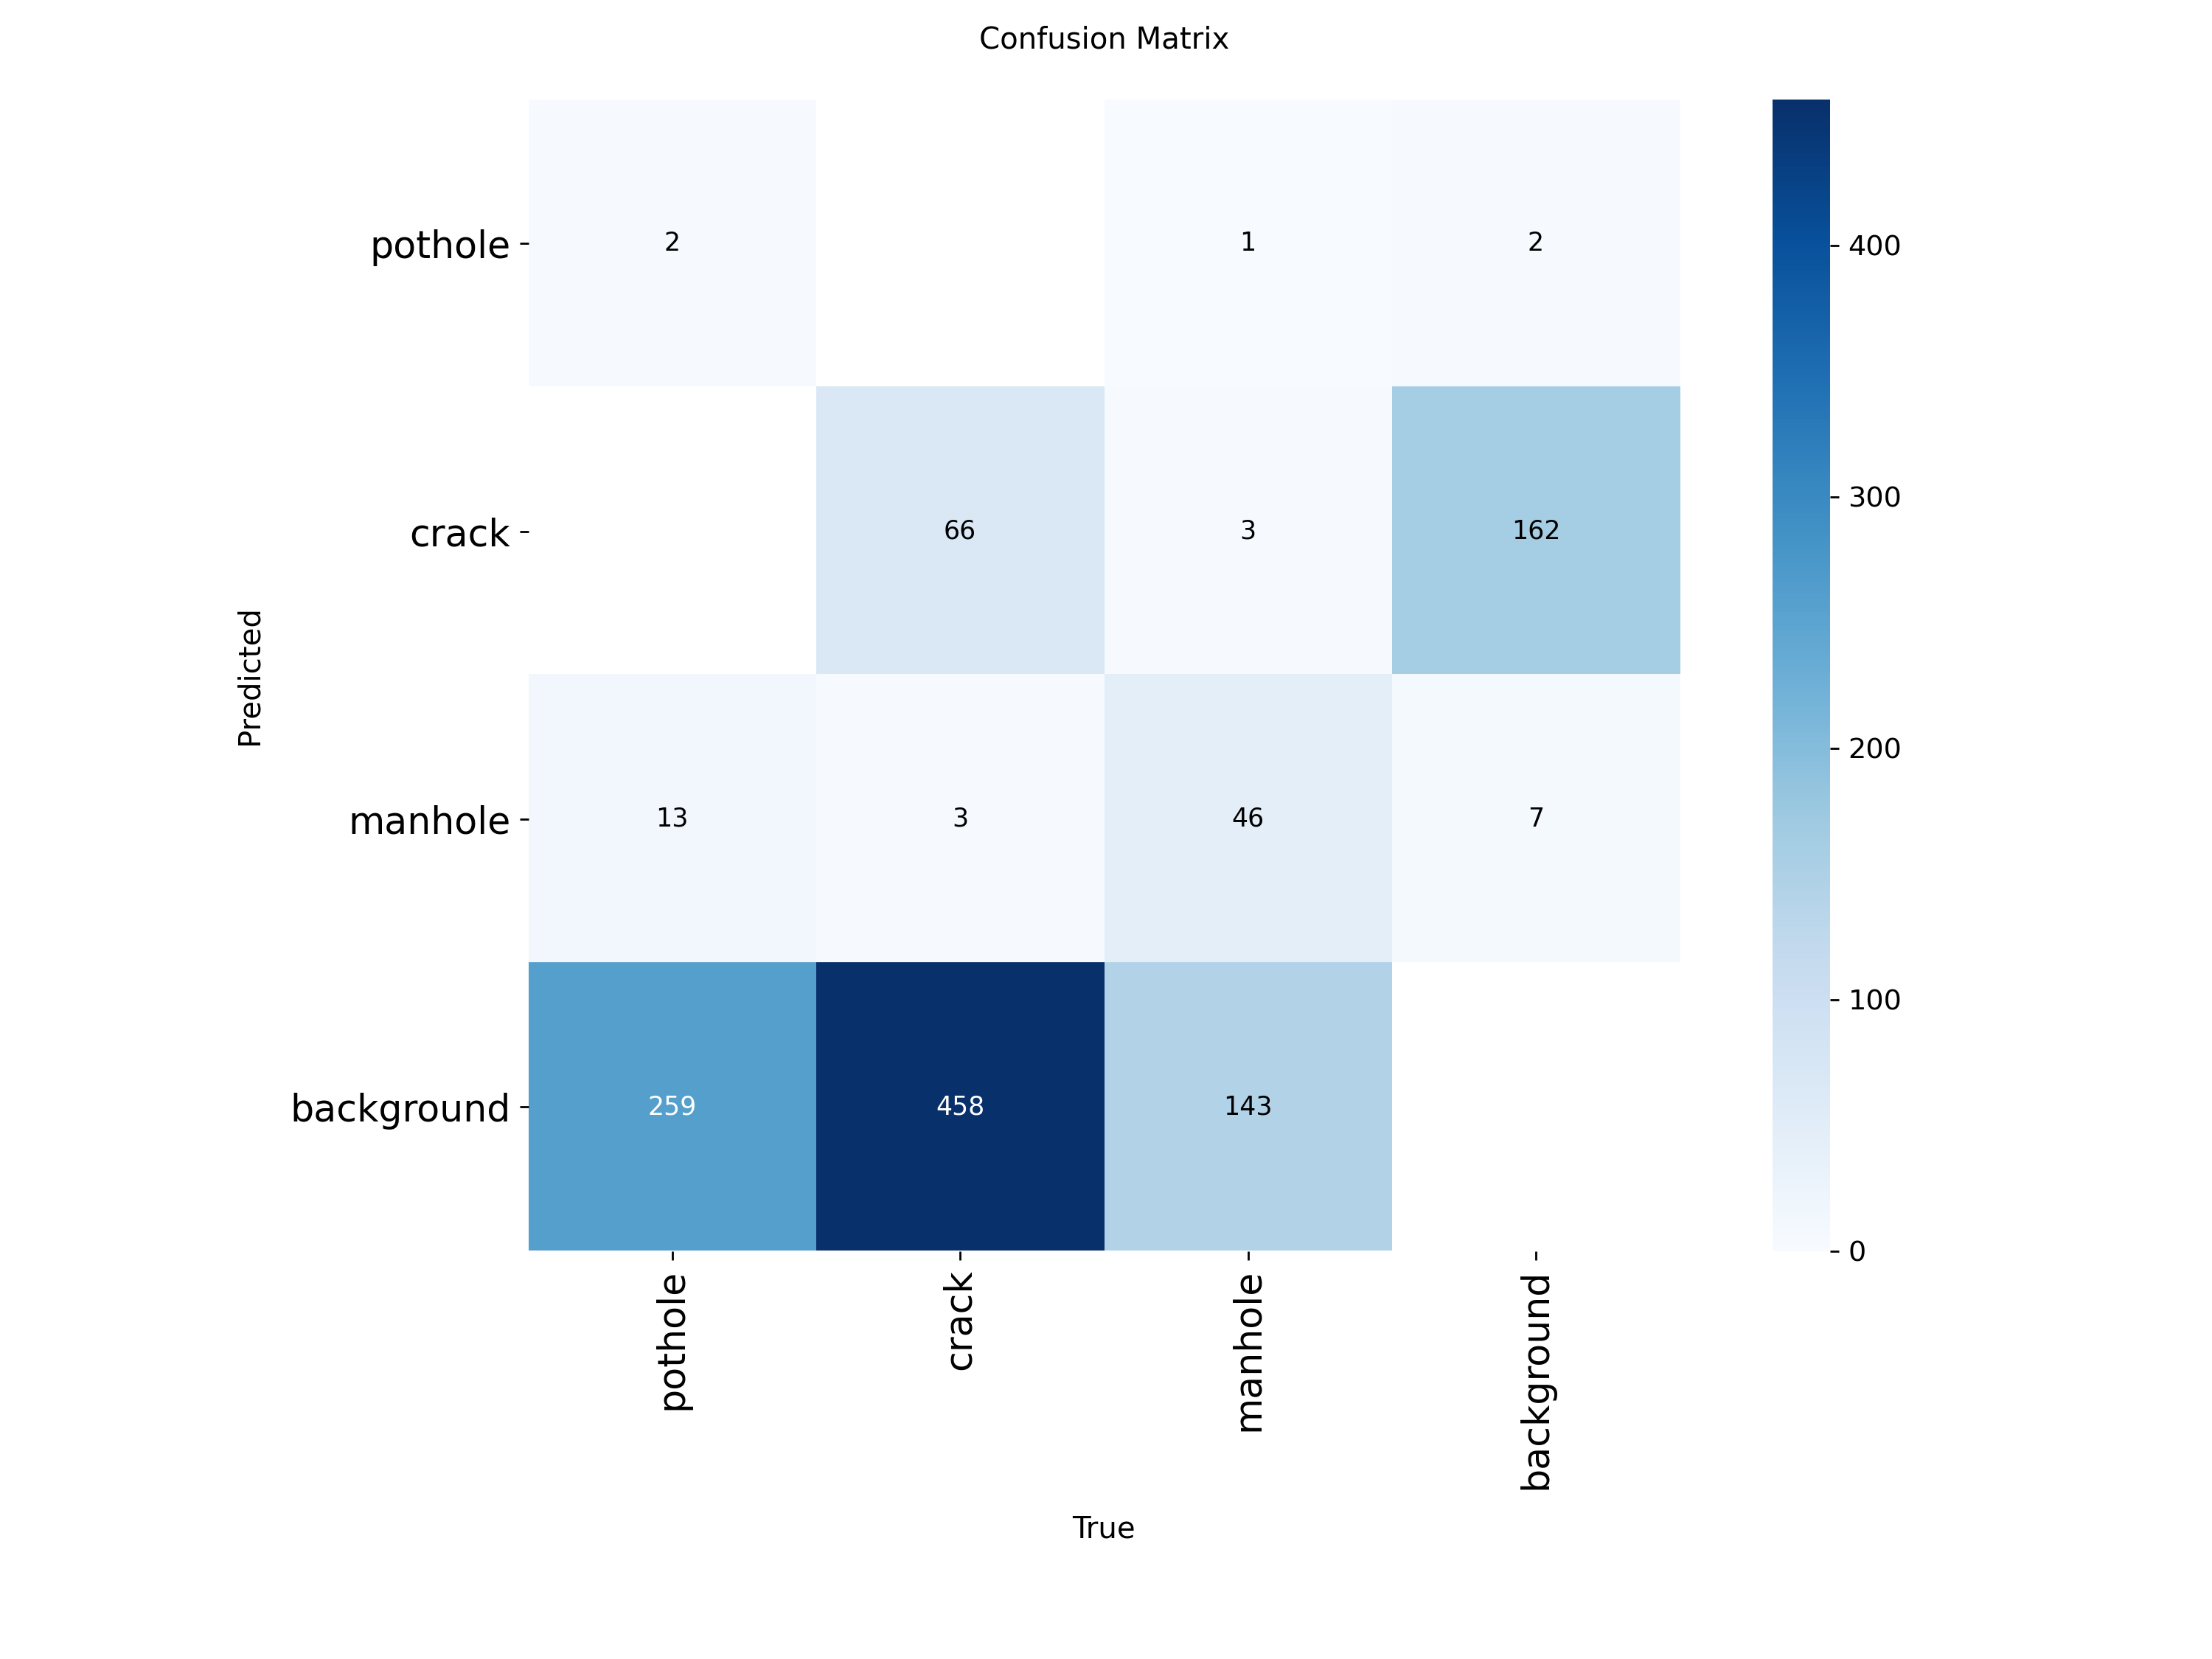 Confusion Matrix
pothole
2
1
2
crack
66
3
162
manhole
13
3
46
7
background
259
458
143
pothole
crack
manhole
background
Predicted
True
400
300
200
100
0